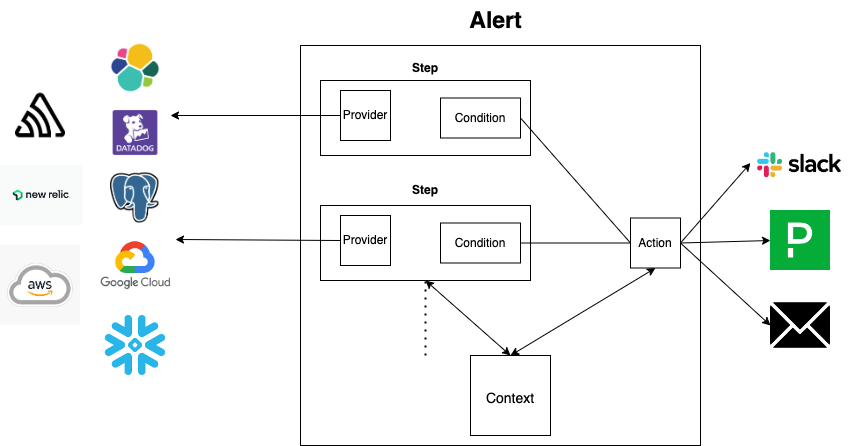 Alert
Step
Provider
Condition
DATADOG
slack
new relic
Step
Provider
Condition
Action
P
aws
Google Cloud
Context